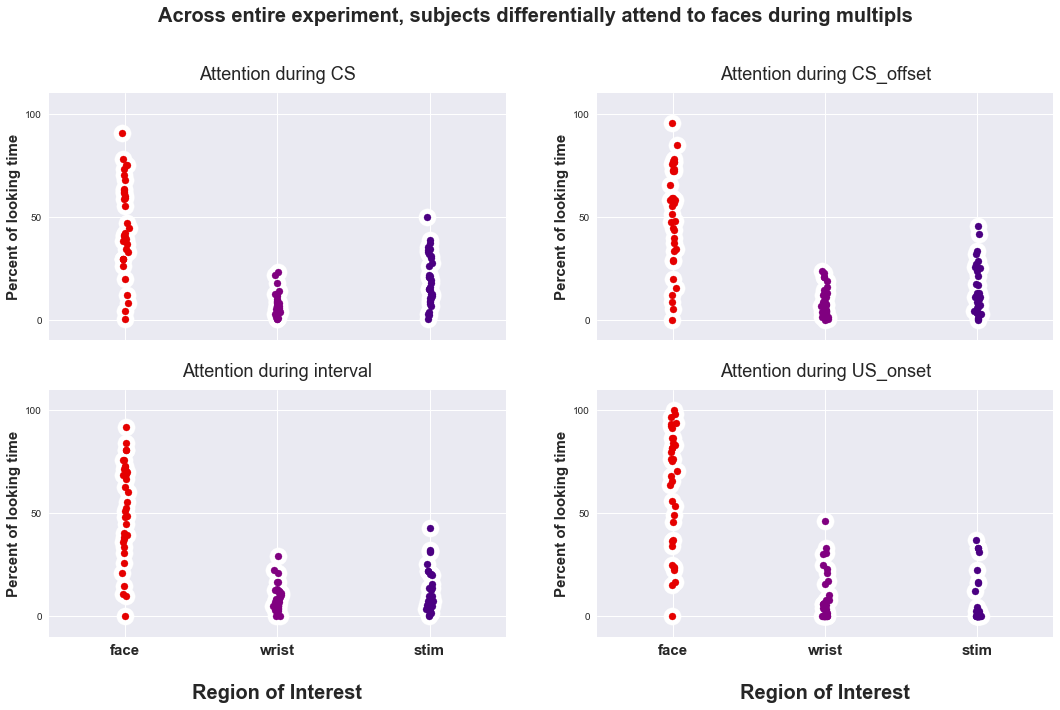 Across entire experiment, subjects differentially attend to faces during multipls
Attention during CS
Attention during CS_offset
Percent of looking time
100
50
0
Percent of looking time
100
50
0
Attention during interval
Attention during US_onset
Percent of looking time
100
50
0
Percent of looking time
100
50
0
face wrist stim
face wrist stim
Region of Interest
Region of Interest